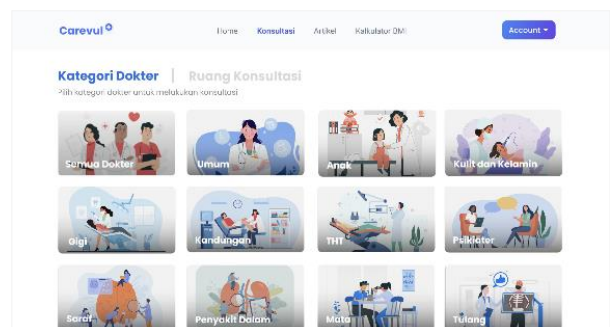 Carevul
Home Konsultasi Artikel Kalkulator BMI Account
Kategori Dokter | Ruang Konsultasi
Pilih kategori dokter untuk melakukan konsultasi
Semua Dokter Umum Anak Kulit dan Kelamin
Gigi Kandungan THT Psikiater
Saraf Penyakit Dalam Mata Tulang